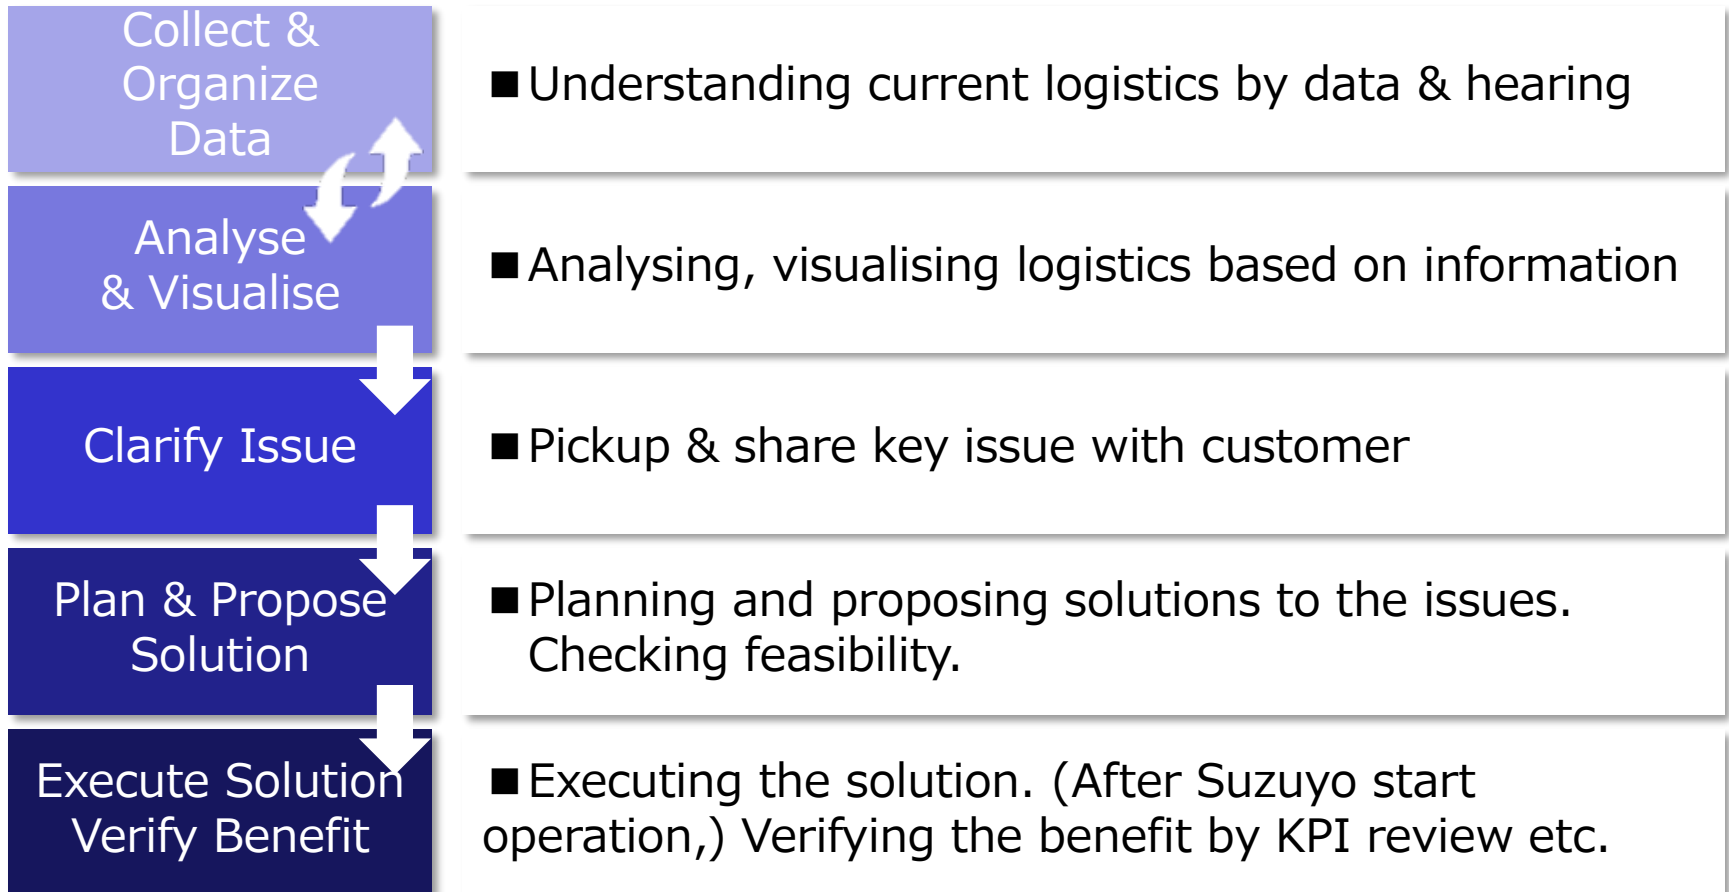 Collect &
Organize
Data
■Understanding current logistics by data & hearing
Analyse
& Visualise
■Analysing, visualising logistics based on information
Clarify Issue
■Pickup & share key issue with customer
Plan & Propose
Solution
■Planning and proposing solutions to the issues.
Checking feasibility.
Execute Solution
Verify Benefit
■Executing the solution. (After Suzuyo start
operation,) Verifying the benefit by KPI review etc.